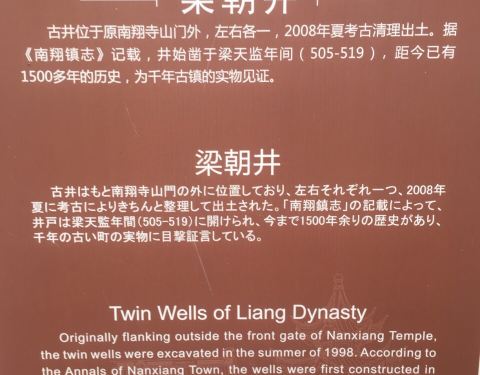 梁朝井
古井位于原南翔寺山门外，左右各一，2008年夏考古清理出土。据
《南翔镇志》记载，井始凿于梁天监年间（505-519），距今已有
1500多年的历史，为千年古镇的实物见证。
梁朝井
古井はもと南翔寺山門の外に位置しており、左右それぞれ一つ、2008年
夏に考古によりきちんと整理して出土された。「南翔鎮志」の記載によって、
井戸は梁天監年間(505-519)に開けられ、今まで1500年余りの歴史があり、
千年の古い町の実物に目撃証言している。
Twin Wells of Liang Dynasty
Originally flanking outside the front gate of Nanxiang Temple,
the twin wells were excavated in the summer of 1998. According to
the Annals of Nanxiang Town, the wells were first constructed in